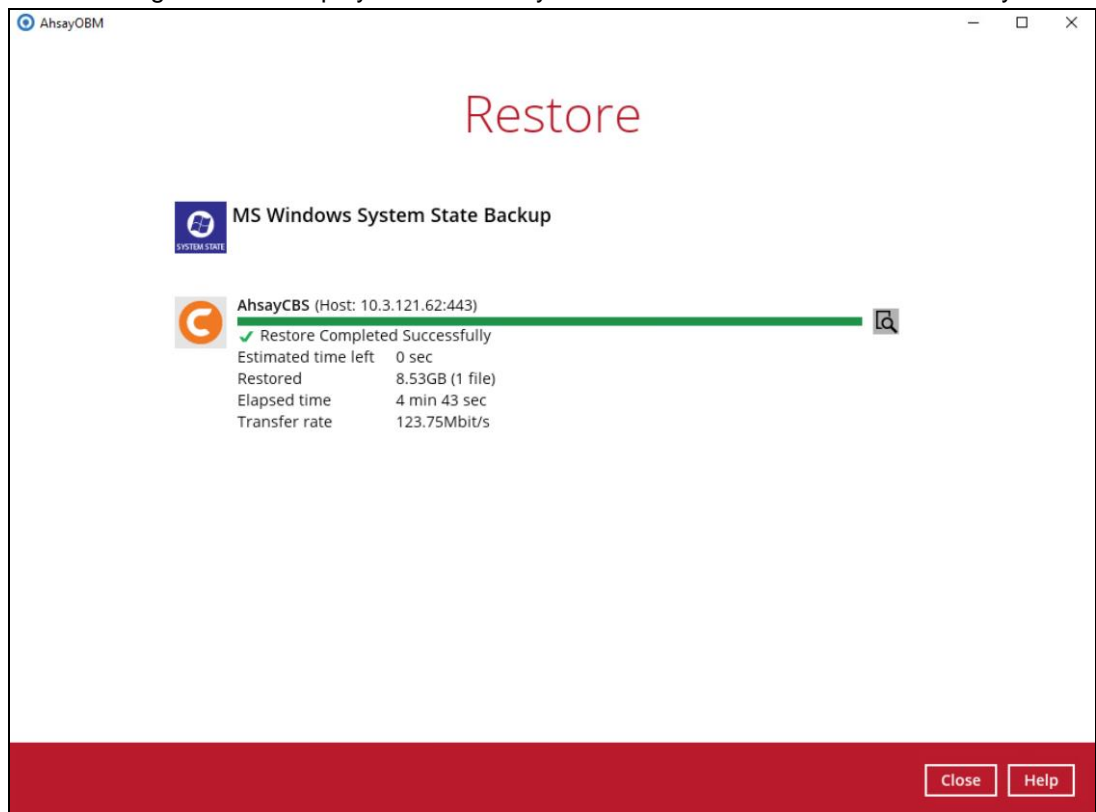 AhsayOBM
Restore
MS Windows System State Backup
SYSTEM STATE
AhsayCBS (Host: 10.3.121.62:443)
Restore Completed Successfully
Estimated time left 0 sec
Restored 8.53GB (1 file)
Elapsed time 4 min 43 sec
Transfer rate 123.75Mbit/s
Close Help